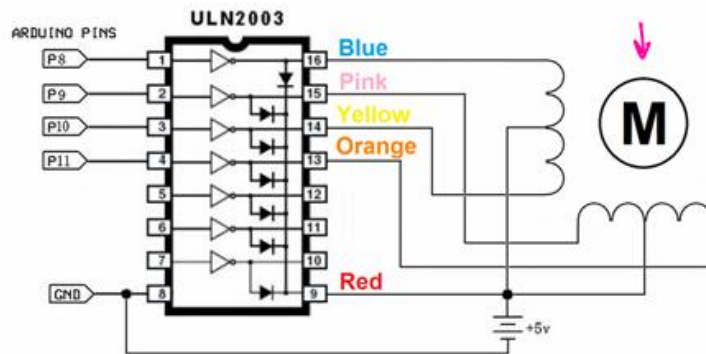 ULN2003
ARDUINO PINS
P8 1 16 Blue
P9 2 15 Pink
P10 3 14 Yellow
P11 4 13 Orange
5 12
6 11
7 10
GND 8 9 Red
M
+5v